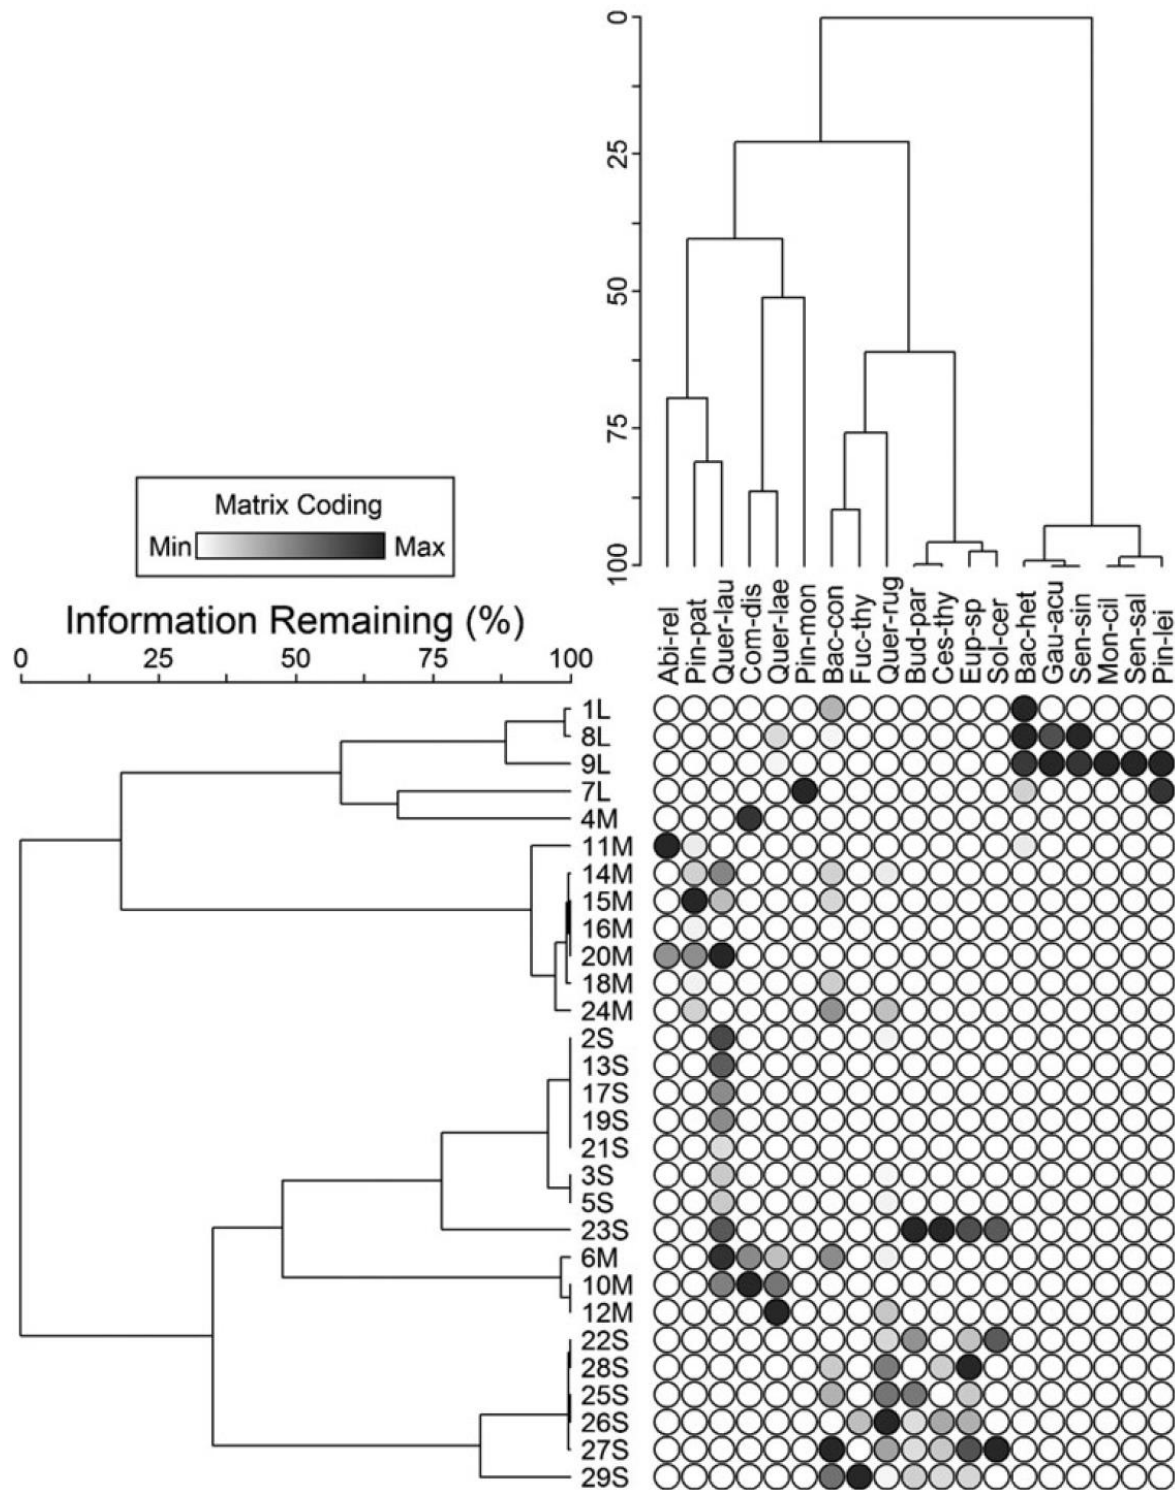 0
25
50
75
100
Matrix Coding
Min Max
Information Remaining (%)
0 25 50 75 100
Abi-rel
Pin-pat
Quer-lau
Com-dis
Quer-lae
Pin-mon
Bac-con
Fuc-thy
Quer-rug
Bud-par
Ces-thy
Eup-sp
Sol-cer
Bac-het
Gau-acu
Sen-sin
Mon-cil
Sen-sal
Pin-lei
1L
8L
9L
7L
4M
11M
14M
15M
16M
20M
18M
24M
2S
13S
17S
19S
21S
3S
5S
23S
6M
10M
12M
22S
28S
25S
26S
27S
29S